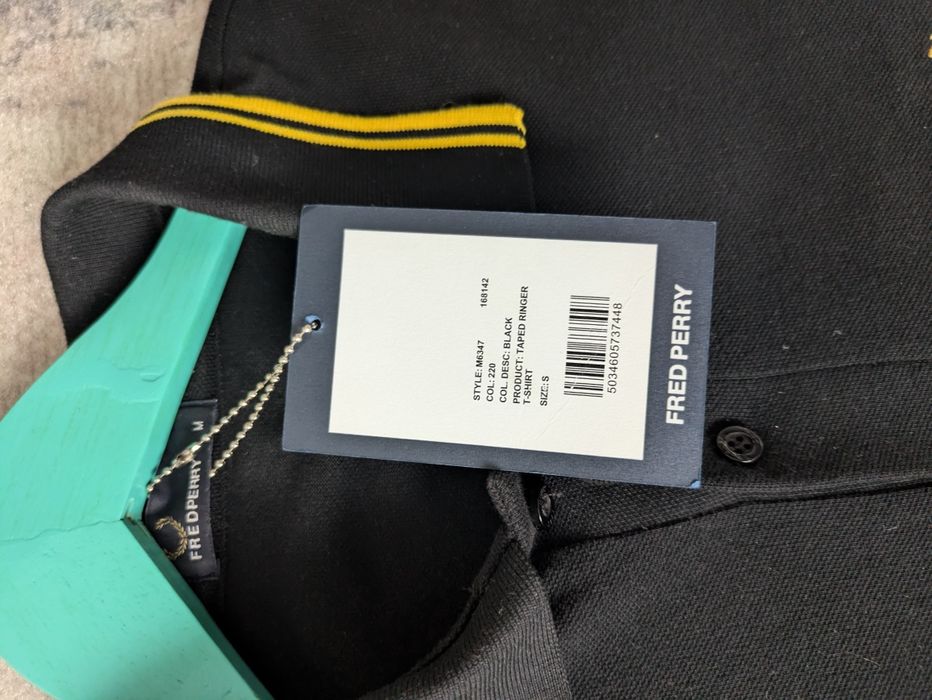 STYLE: M6347 168142
COL: 220
COL. DESC: BLACK
PRODUCT: TAPED RINGER
T-SHIRT
SIZE: S
5034605737448
FRED PERRY
FRED PERRY M